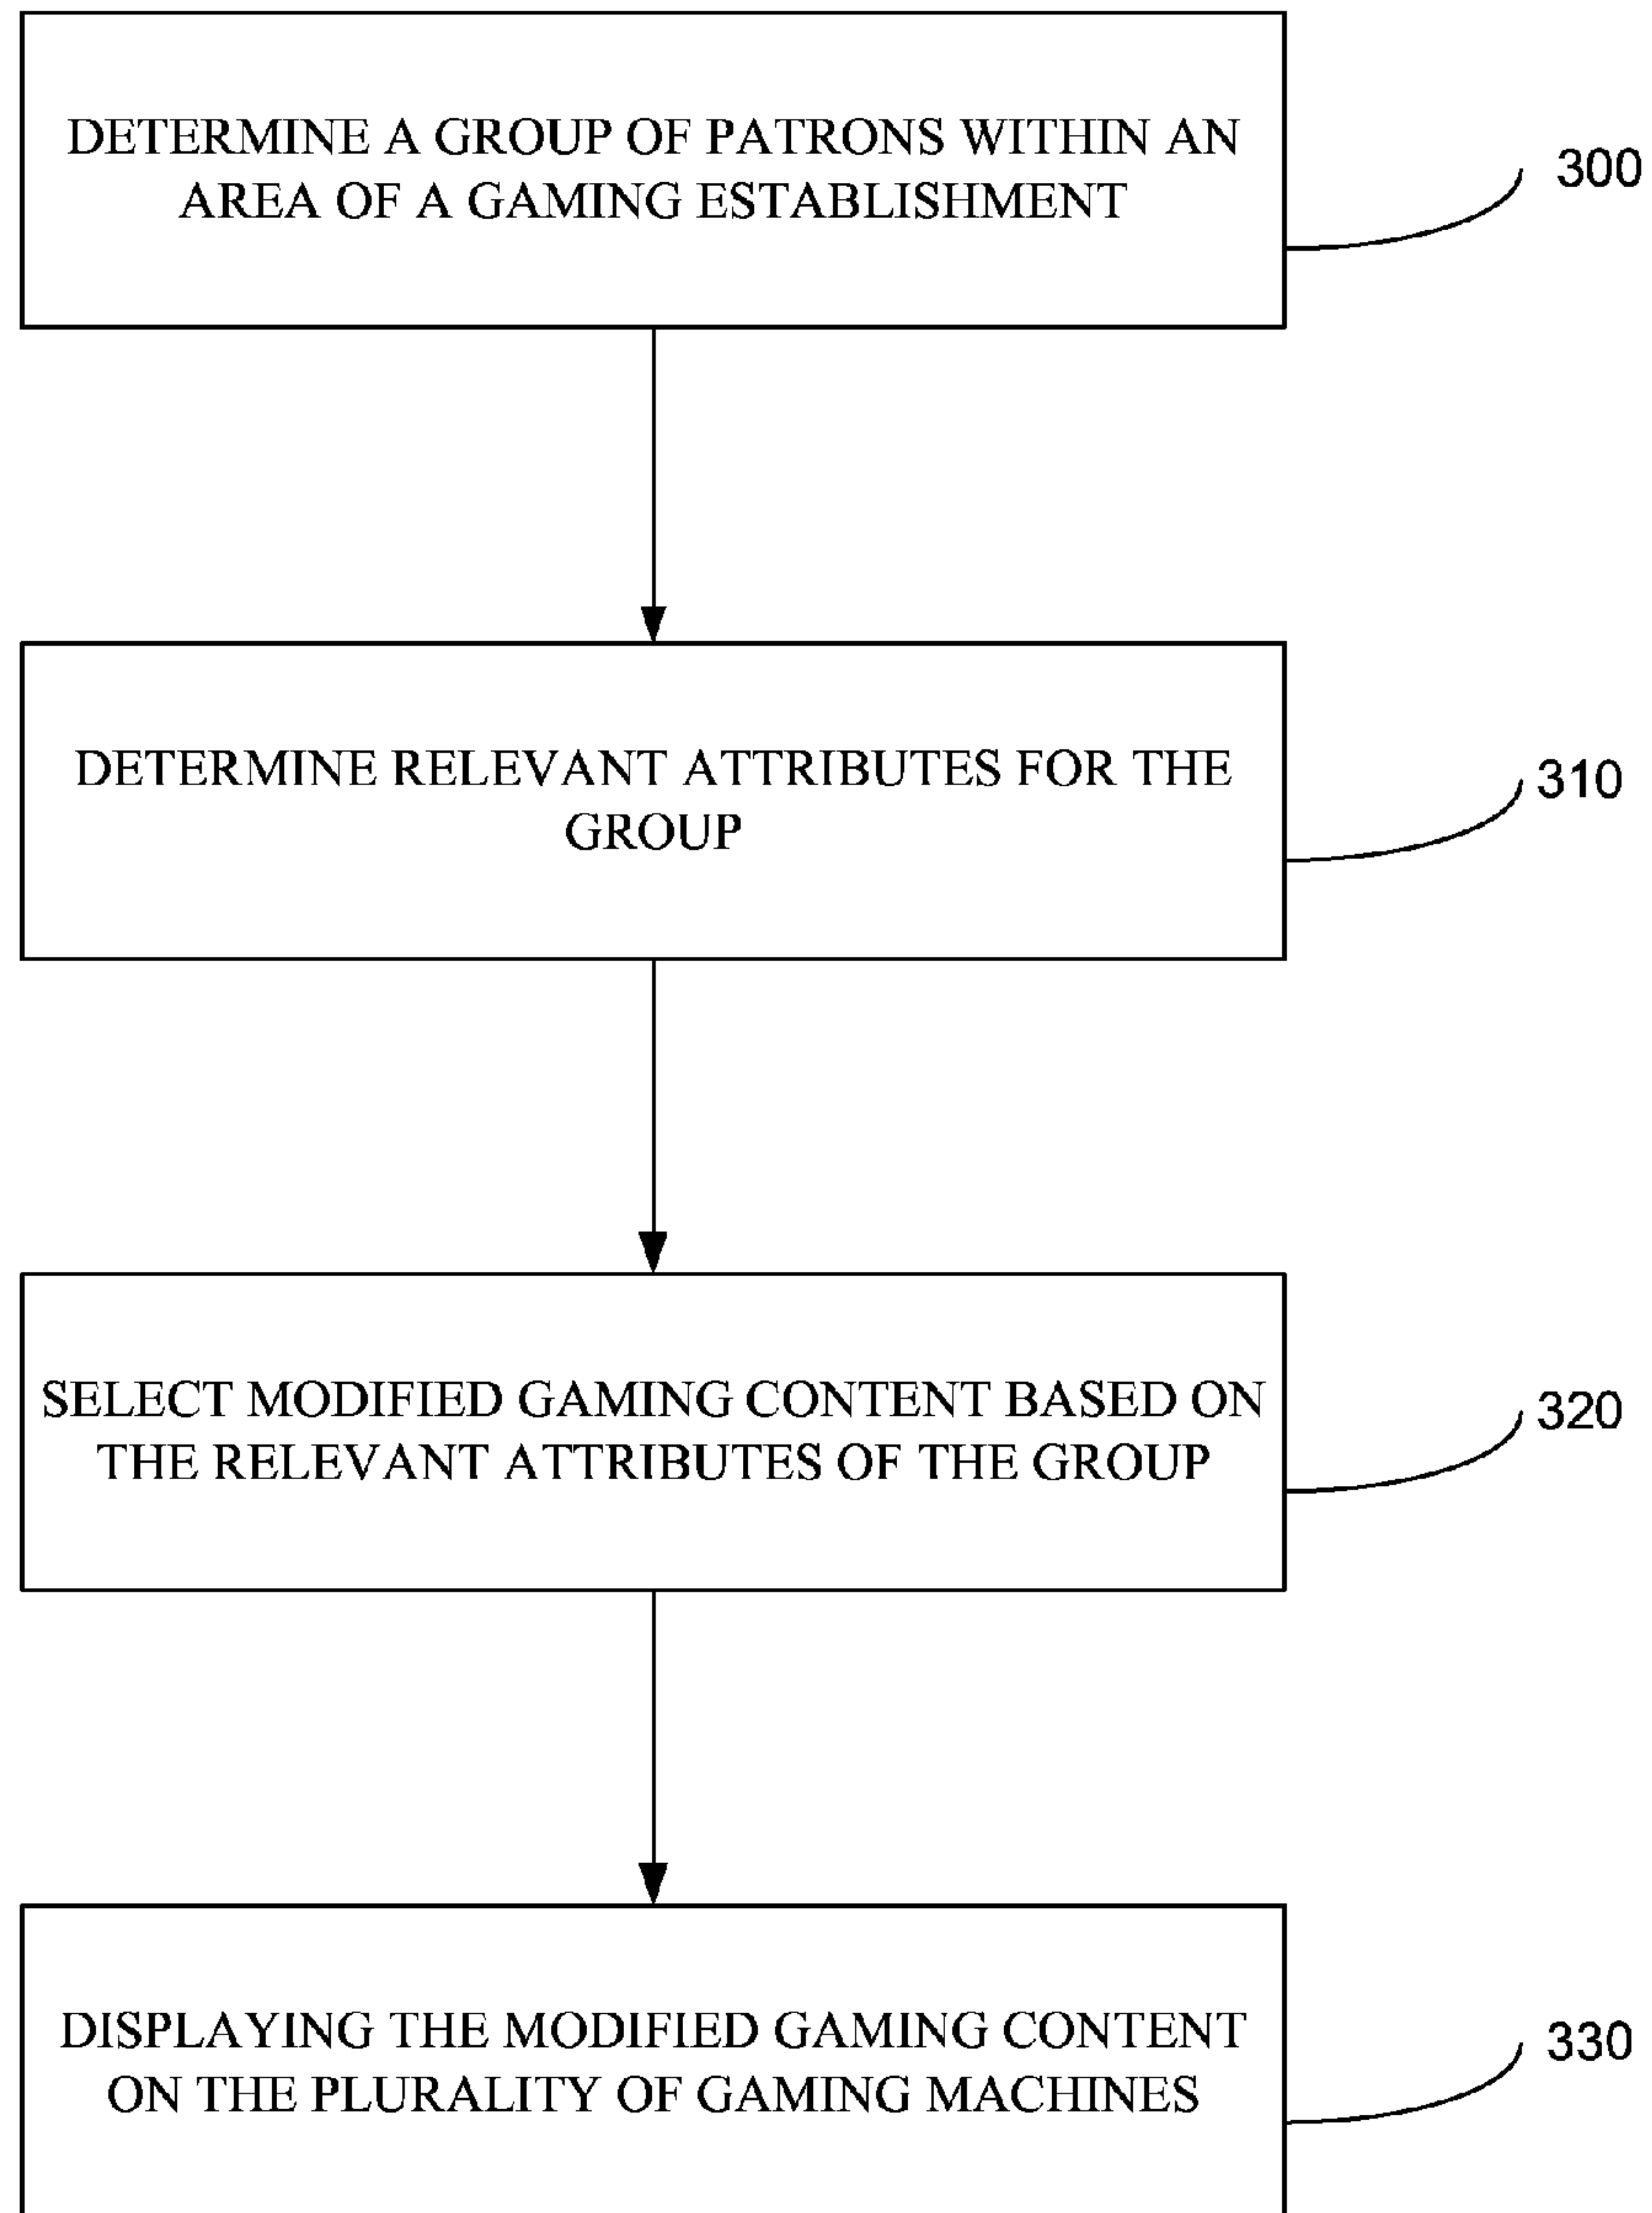 DETERMINE A GROUP OF PATRONS WITHIN AN
AREA OF A GAMING ESTABLISHMENT
300
DETERMINE RELEVANT ATTRIBUTES FOR THE
GROUP
310
SELECT MODIFIED GAMING CONTENT BASED ON
THE RELEVANT ATTRIBUTES OF THE GROUP
320
DISPLAYING THE MODIFIED GAMING CONTENT
ON THE PLURALITY OF GAMING MACHINES
330